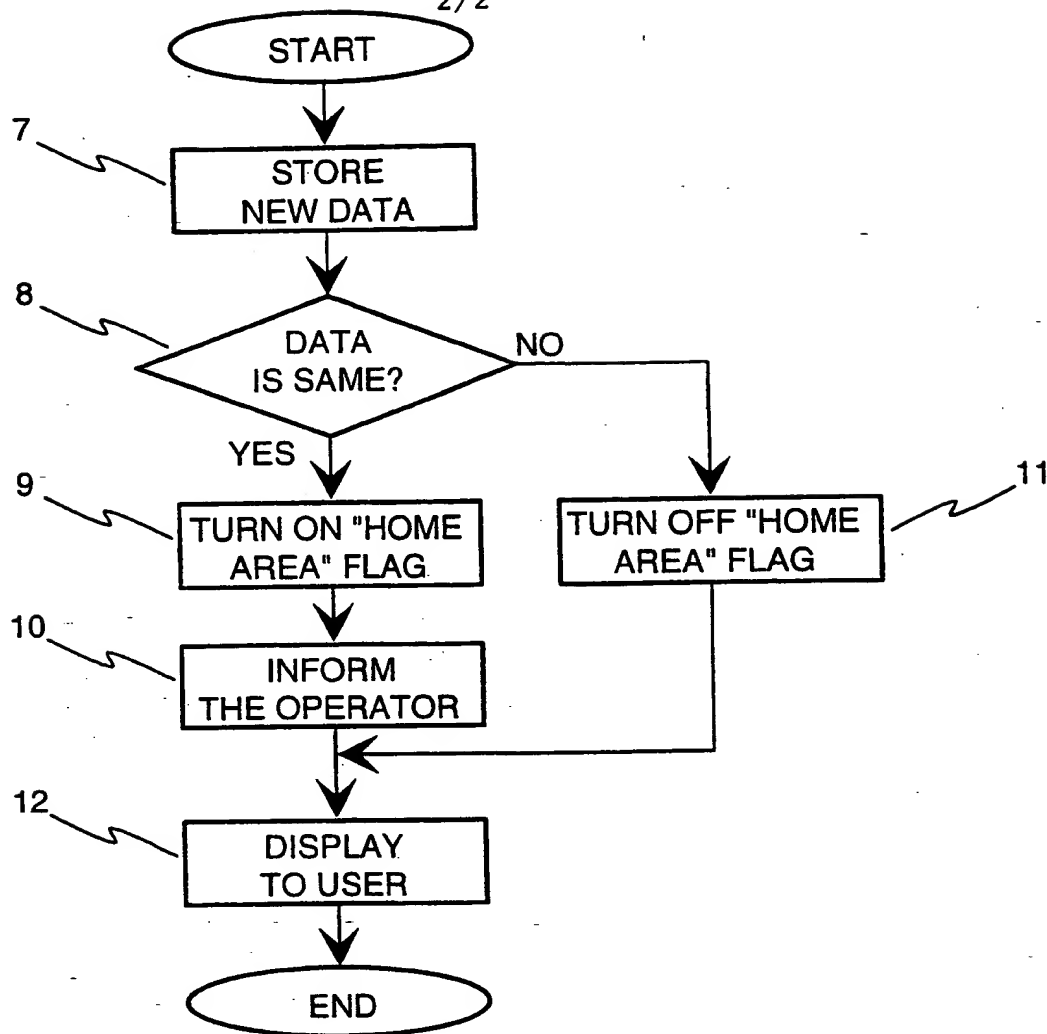 2/2
START
7
STORE
NEW DATA
8
DATA
IS SAME?
NO
YES
9
TURN ON "HOME
AREA" FLAG
11
TURN OFF "HOME
AREA" FLAG
10
INFORM
THE OPERATOR
12
DISPLAY
TO USER
END